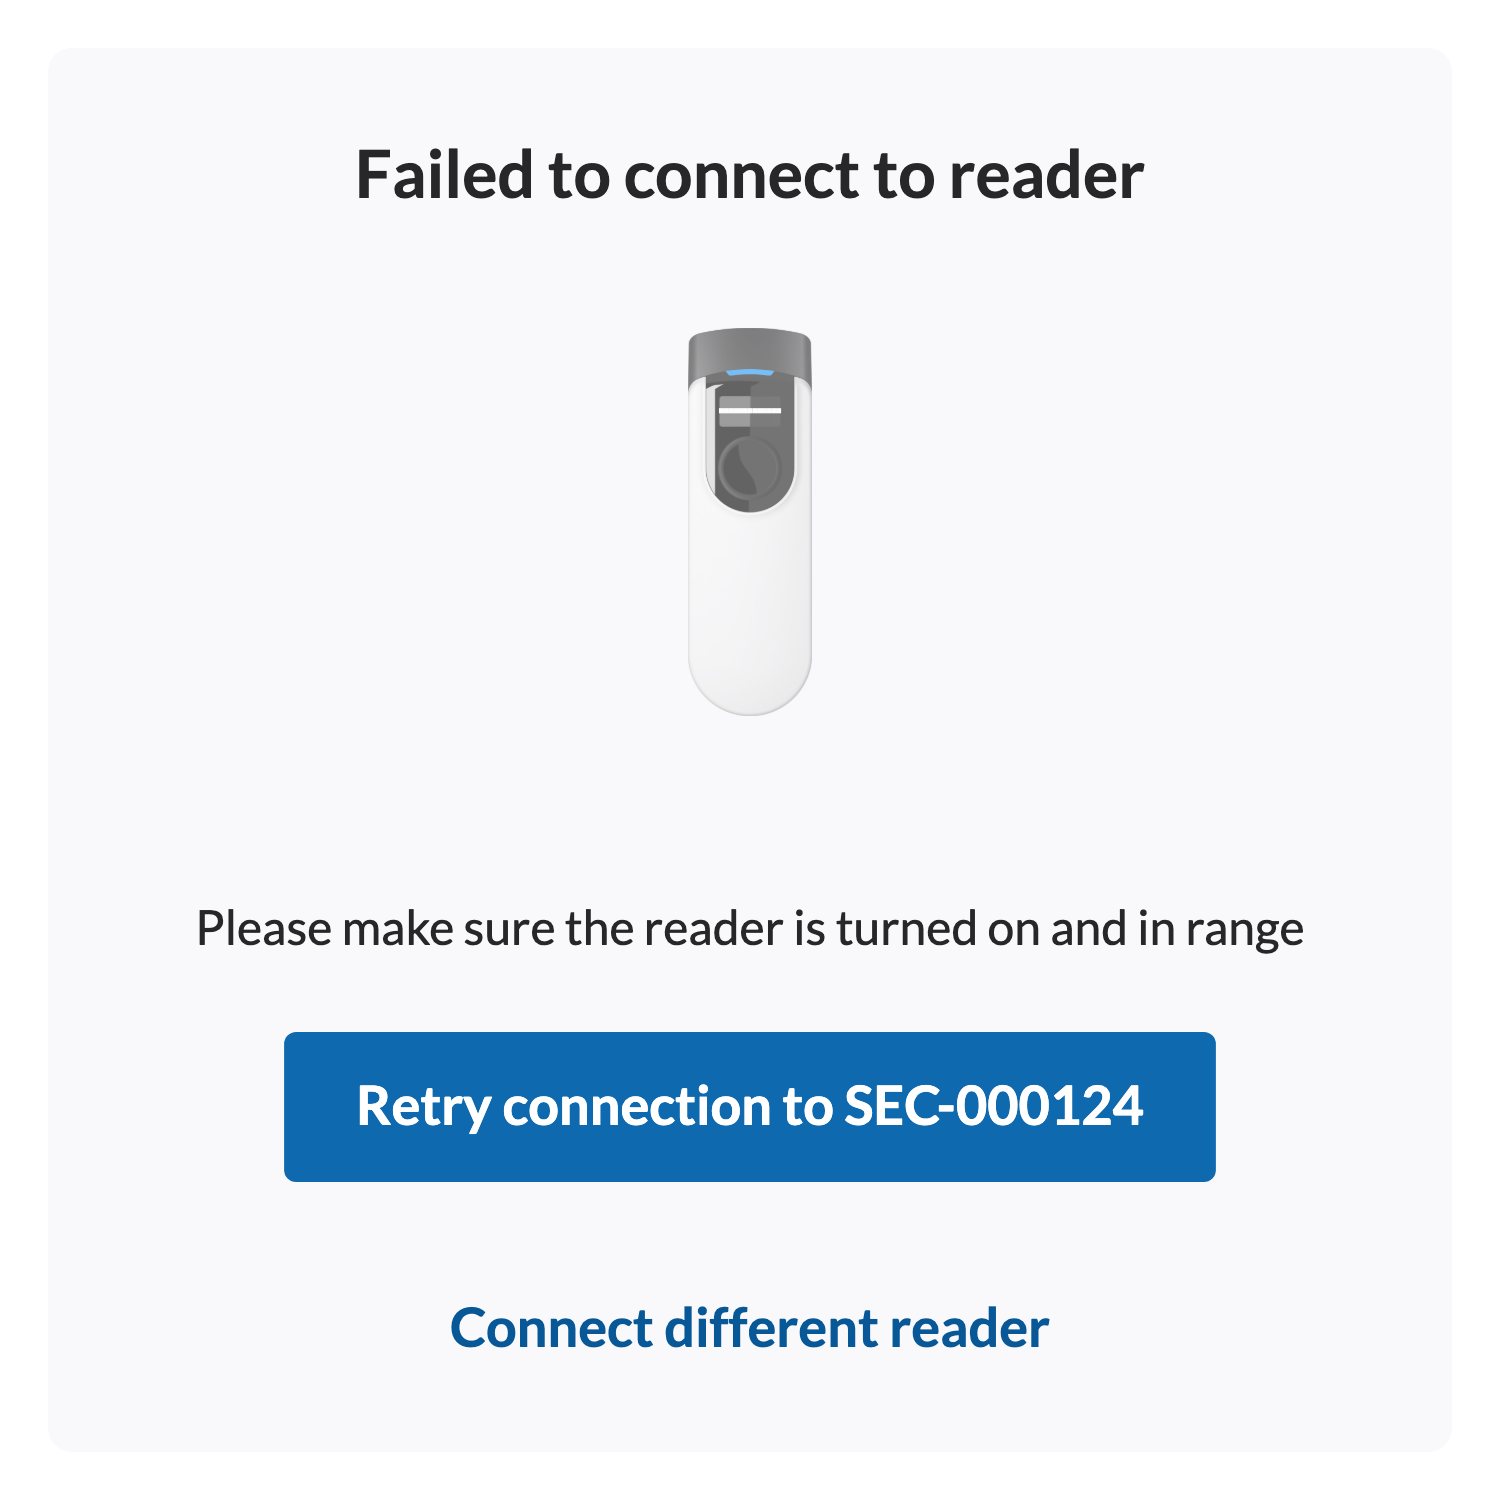 Failed to connect to reader
Please make sure the reader is turned on and in range
Retry connection to SEC-000124
Connect different reader